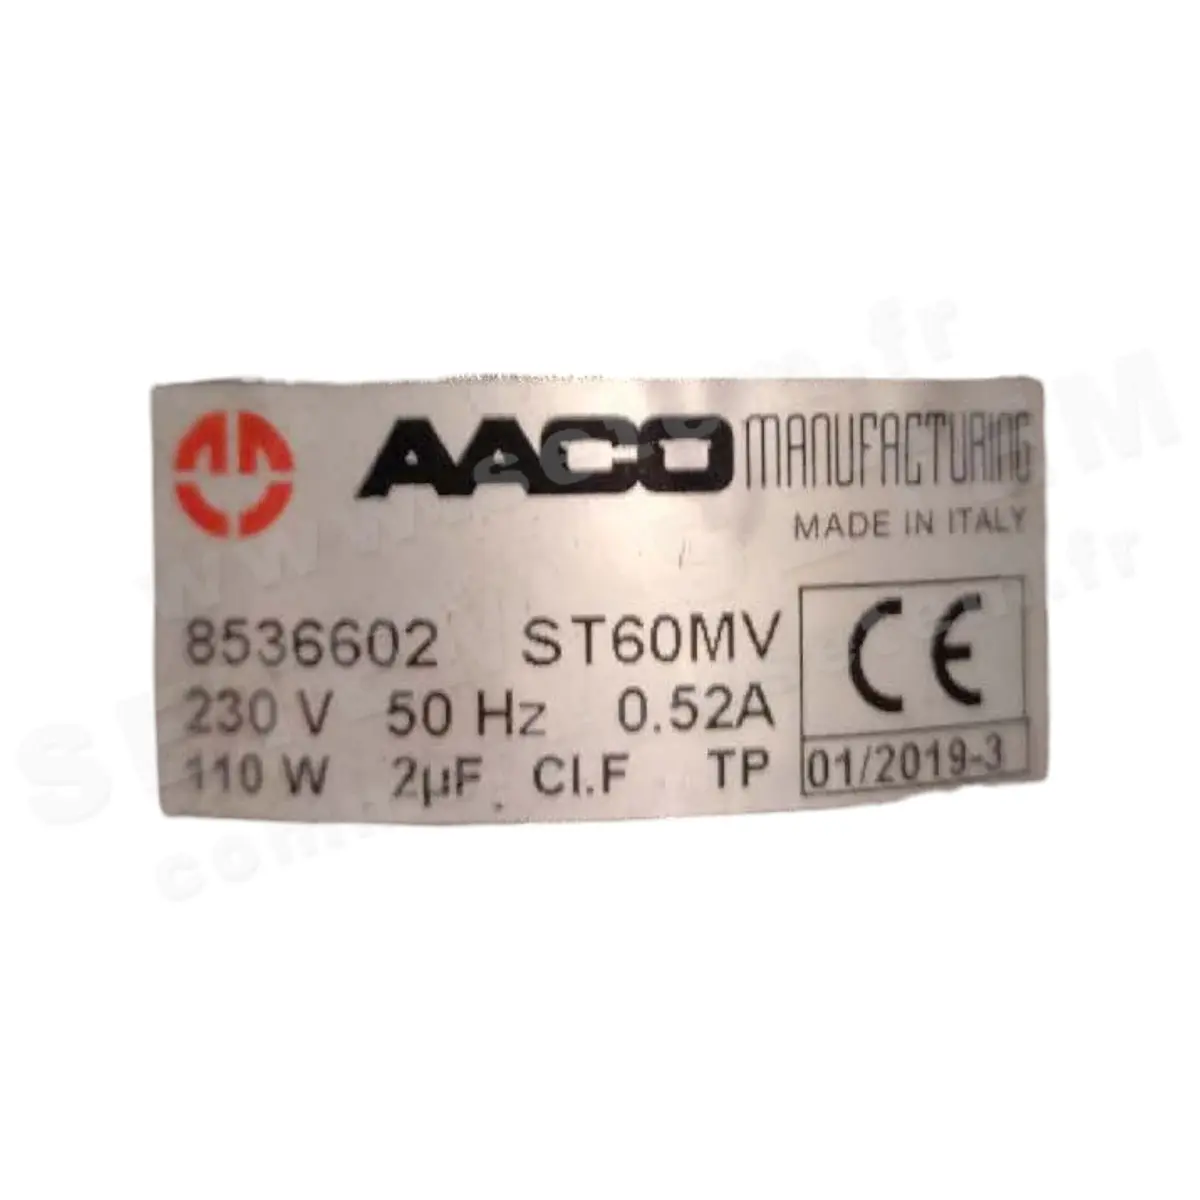 AACO MANUFACTURING
MADE IN ITALY
8536602 ST60MV
230 V 50 Hz 0.52A
110 W 2µF Cl.F TP
CE
01/2019-3